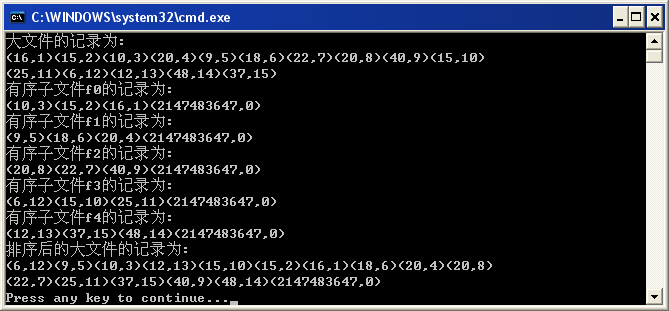 C:\WINDOWS\system32\cmd.exe
大文件的记录为:
(16,1)(15,2)(10,3)(20,4)(9,5)(18,6)(22,7)(20,8)(40,9)(15,10)
(25,11)(6,12)(12,13)(48,14)(37,15)
有序子文件f0的记录为:
(10,3)(15,2)(16,1)(2147483647,0)
有序子文件f1的记录为:
(9,5)(18,6)(20,4)(2147483647,0)
有序子文件f2的记录为:
(20,8)(22,7)(40,9)(2147483647,0)
有序子文件f3的记录为:
(6,12)(15,10)(25,11)(2147483647,0)
有序子文件f4的记录为:
(12,13)(37,15)(48,14)(2147483647,0)
排序后的大文件的记录为:
(6,12)(9,5)(10,3)(12,13)(15,10)(15,2)(16,1)(18,6)(20,4)(20,8)
(22,7)(25,11)(37,15)(40,9)(48,14)(2147483647,0)
Press any key to continue..._